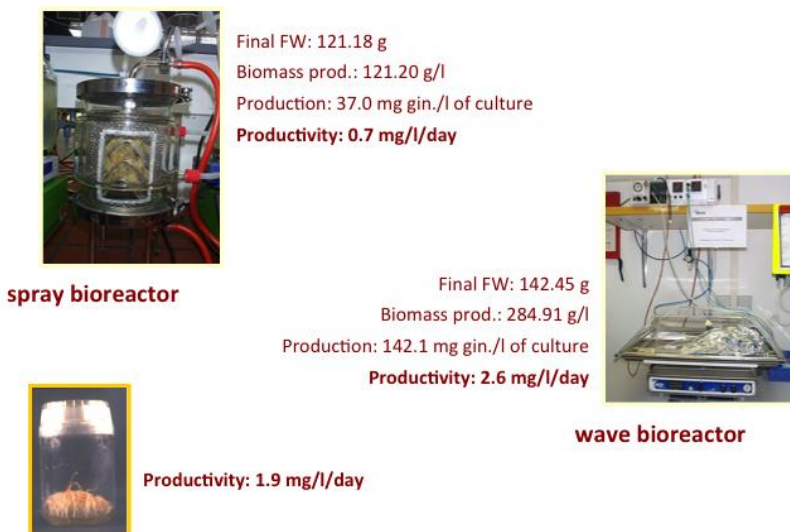 Final FW: 121.18 g
Biomass prod.: 121.20 g/l
Production: 37.0 mg gin./l of culture
Productivity: 0.7 mg/l/day
spray bioreactor
Final FW: 142.45 g
Biomass prod.: 284.91 g/l
Production: 142.1 mg gin./l of culture
Productivity: 2.6 mg/l/day
wave bioreactor
Productivity: 1.9 mg/l/day